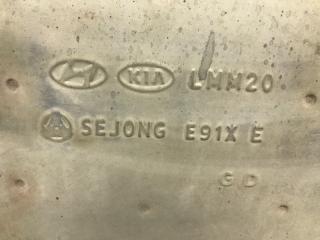 KIA LMM20
SEJONG E91X E
G D